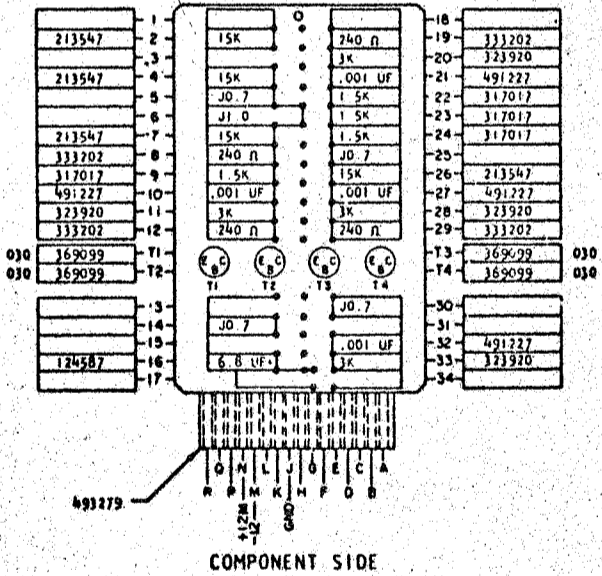 1 18
213547 2 15K 240 Ω 19 333202
3 3K 20 323920
213547 4 15K .001 UF 21 491227
5 J0.7 1.5K 22 317017
6 J1.0 1.5K 23 317017
213547 7 15K 1.5K 24 317017
333202 8 240 Ω J0.7 25
317017 9 1.5K 15K 26 213547
491227 10 .001 UF .001 UF 27 491227
323920 11 3K 3K 28 323920
333202 12 240 Ω 240 Ω 29 333202
030 369099 T1 E B C E B C E B C E B C T3 369099 030
030 369099 T2 T1 T2 T3 T4 T4 369099 030
13 J0.7 30
14 J0.7 31
15 .001 UF 32 491227
124587 16 6.8 UF+ 3K 33 323920
17 34
Q N L J G E C A
R P M K H F D B
493279
+12M
-12
GND
COMPONENT SIDE